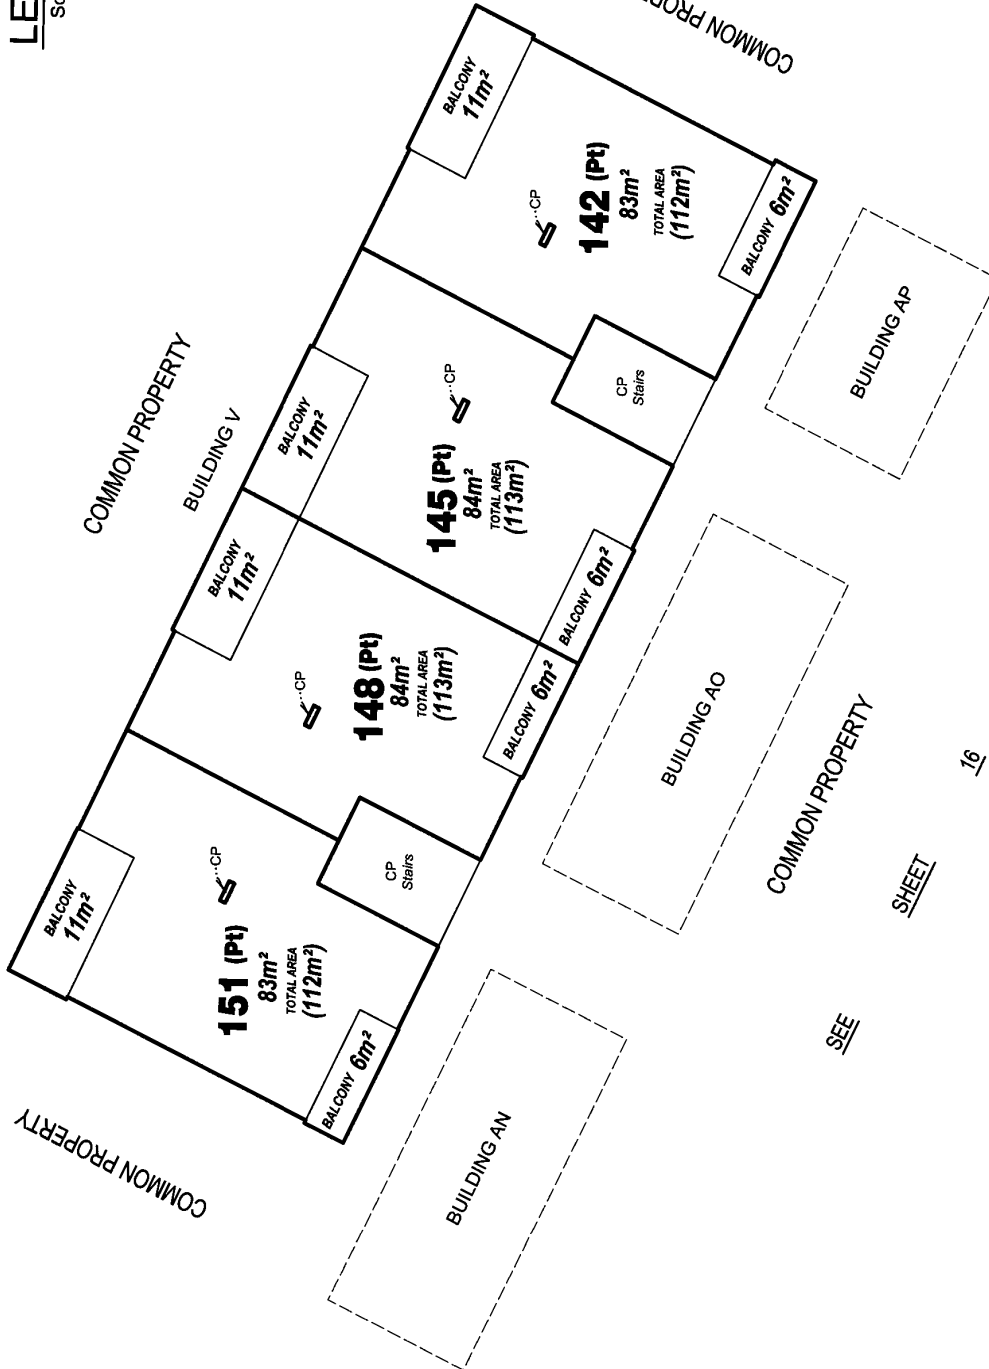 COMMON PROPERTY
BUILDING V
BALCONY
11m²
142 (Pt)
83m²
TOTAL AREA
(112m²)
CP
BALCONY 6m²
CP
Stairs
BALCONY
11m²
145 (Pt)
84m²
TOTAL AREA
(113m²)
CP
BALCONY 6m²
BALCONY
11m²
148 (Pt)
84m²
TOTAL AREA
(113m²)
CP
BALCONY 6m²
CP
Stairs
BALCONY
11m²
151 (Pt)
83m²
TOTAL AREA
(112m²)
CP
BALCONY 6m²
COMMON PROPERTY
BUILDING AP
BUILDING AO
BUILDING AN
COMMON PROPERTY
SEE
SHEET
16